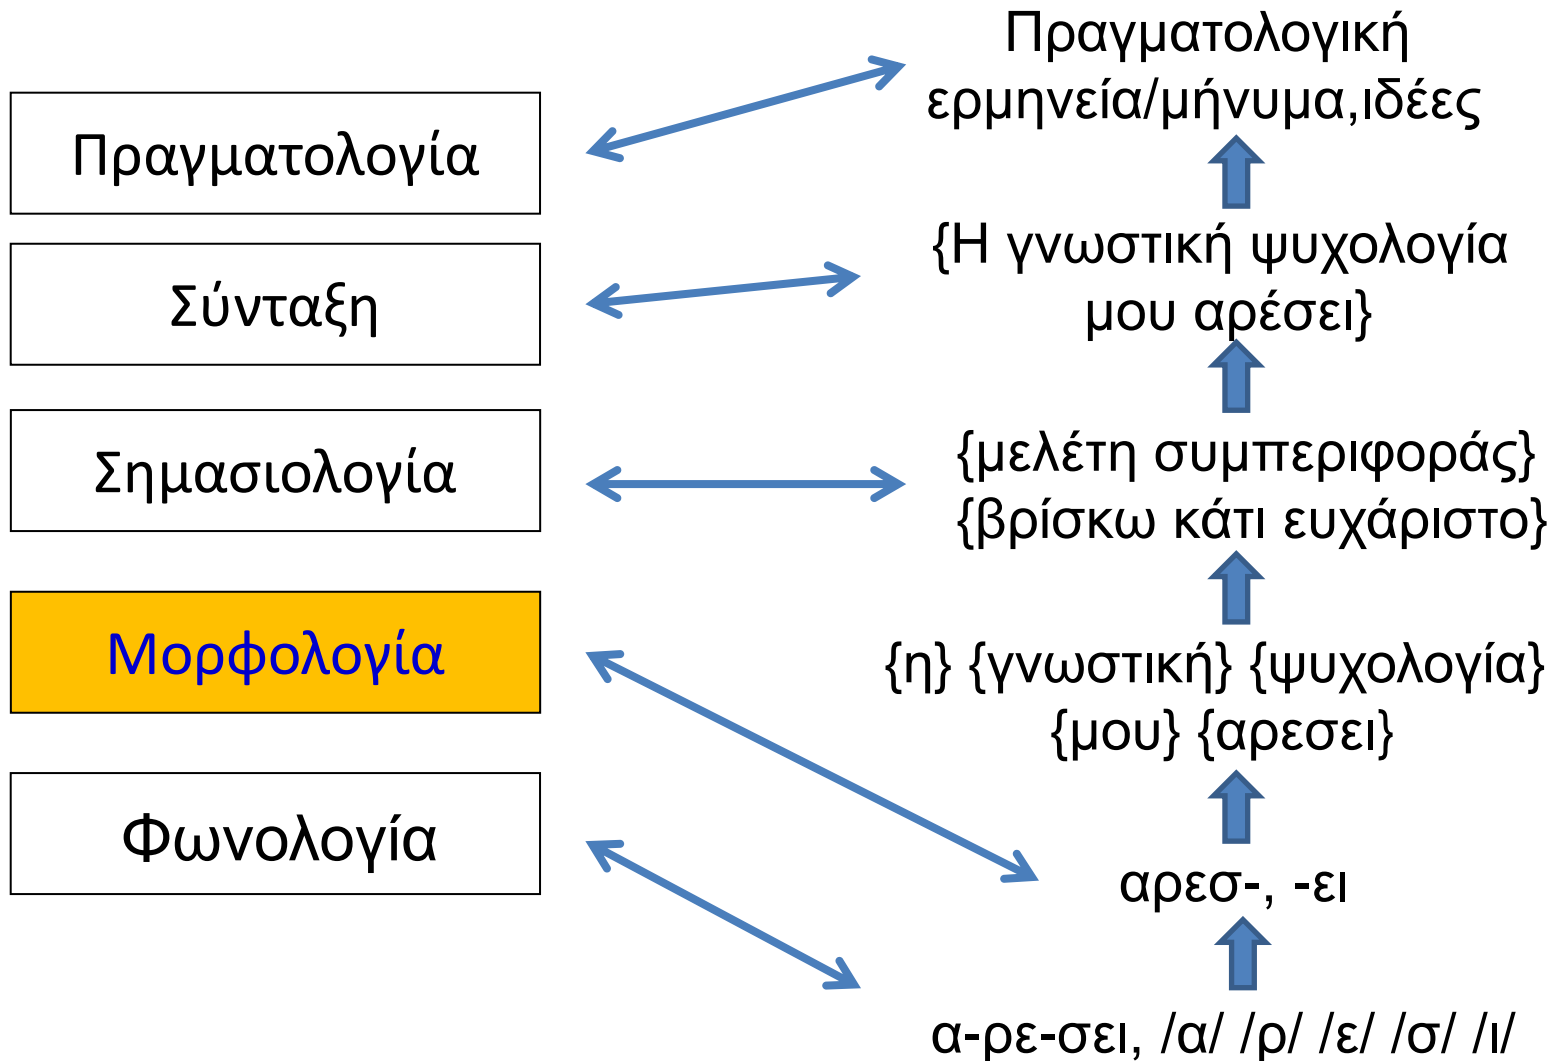 Πραγματολογία
Σύνταξη
Σημασιολογία
Μορφολογία
Φωνολογία
Πραγματολογική
ερμηνεία/μήνυμα,ιδέες
{Η γνωστική ψυχολογία
μου αρέσει}
{μελέτη συμπεριφοράς}
{βρίσκω κάτι ευχάριστο}
{η} {γνωστική} {ψυχολογία}
{μου} {αρεσει}
αρεσ-, -ει
α-ρε-σει, /α/ /ρ/ /ε/ /σ/ /ι/